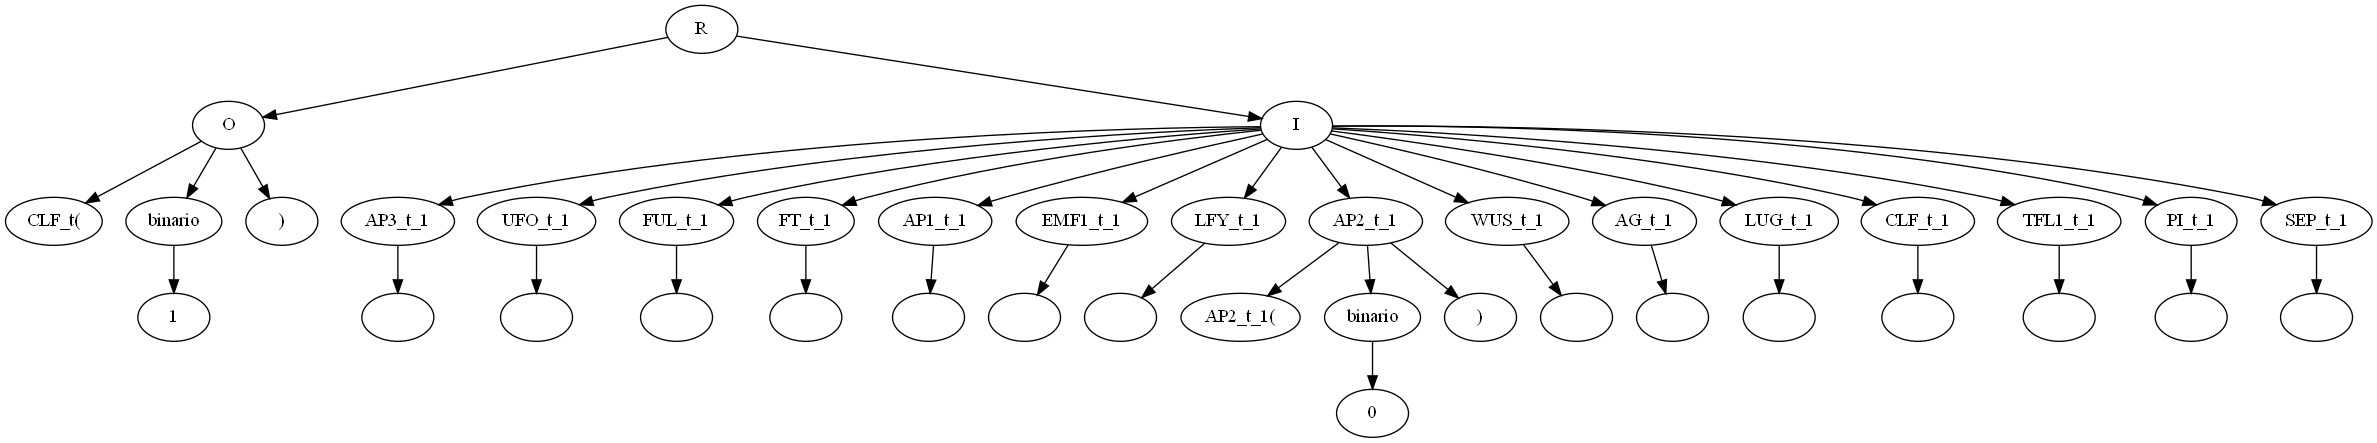 R
O
I
CLF_t(
binario
)
AP3_t_1
UFO_t_1
FUL_t_1
FT_t_1
AP1_t_1
EMF1_t_1
LFY_t_1
AP2_t_1
WUS_t_1
AG_t_1
LUG_t_1
CLF_t_1
TFL1_t_1
PI_t_1
SEP_t_1
1
AP2_t_1(
binario
)
0